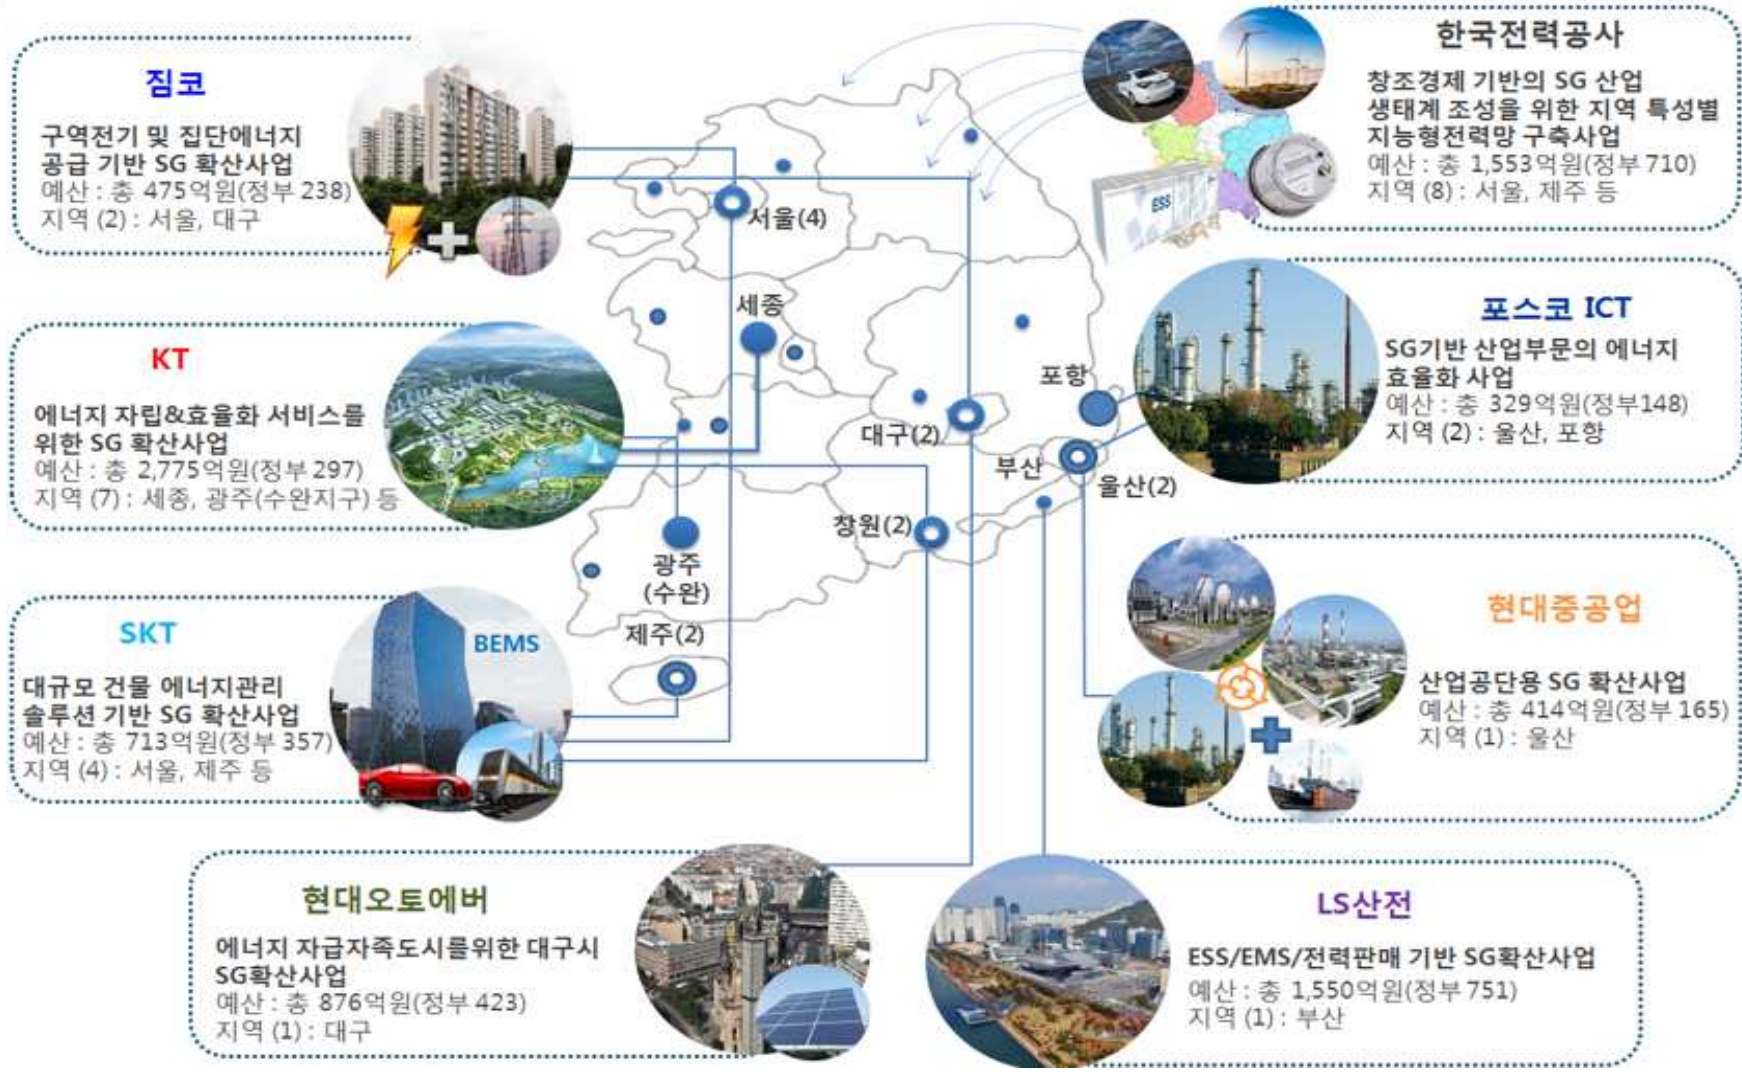 짐코
구역전기 및 집단에너지
공급 기반 SG 확산사업
예산 : 총 475억원(정부 238)
지역 (2) : 서울, 대구
한국전력공사
창조경제 기반의 SG 산업
생태계 조성을 위한 지역 특성별
지능형전력망 구축사업
예산 : 총 1,553억원(정부 710)
지역 (8) : 서울, 제주 등
ESS
서울(4)
세종
포항
대구(2)
부산
울산(2)
창원(2)
광주
(수완)
제주(2)
KT
에너지 자립&효율화 서비스를
위한 SG 확산사업
예산 : 총 2,775억원(정부 297)
지역 (7) : 세종, 광주(수완지구) 등
포스코 ICT
SG기반 산업부문의 에너지
효율화 사업
예산 : 총 329억원(정부148)
지역 (2) : 울산, 포항
SKT
대규모 건물 에너지관리
솔루션 기반 SG 확산사업
예산 : 총 713억원(정부 357)
지역 (4) : 서울, 제주 등
BEMS
현대중공업
산업공단용 SG 확산사업
예산 : 총 414억원(정부 165)
지역 (1) : 울산
현대오토에버
에너지 자급자족도시를위한 대구시
SG확산사업
예산 : 총 876억원(정부 423)
지역 (1) : 대구
LS산전
ESS/EMS/전력판매 기반 SG확산사업
예산 : 총 1,550억원(정부 751)
지역 (1) : 부산